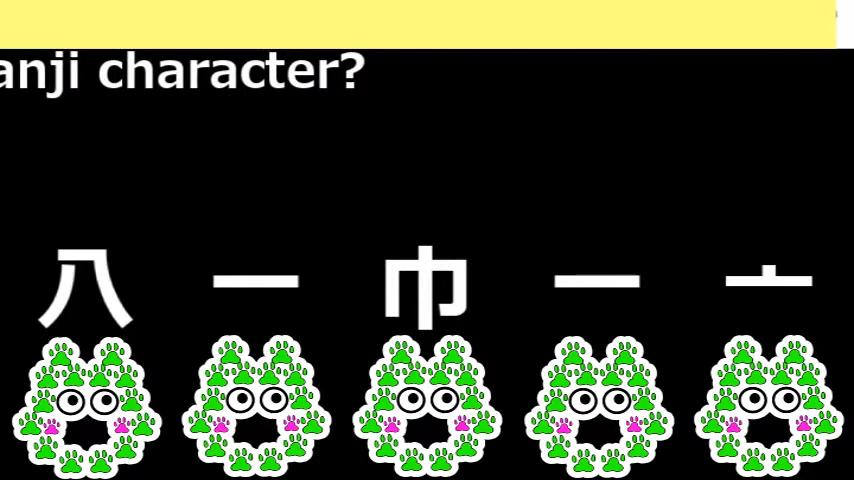 anji character?
八 一 巾 一 亠